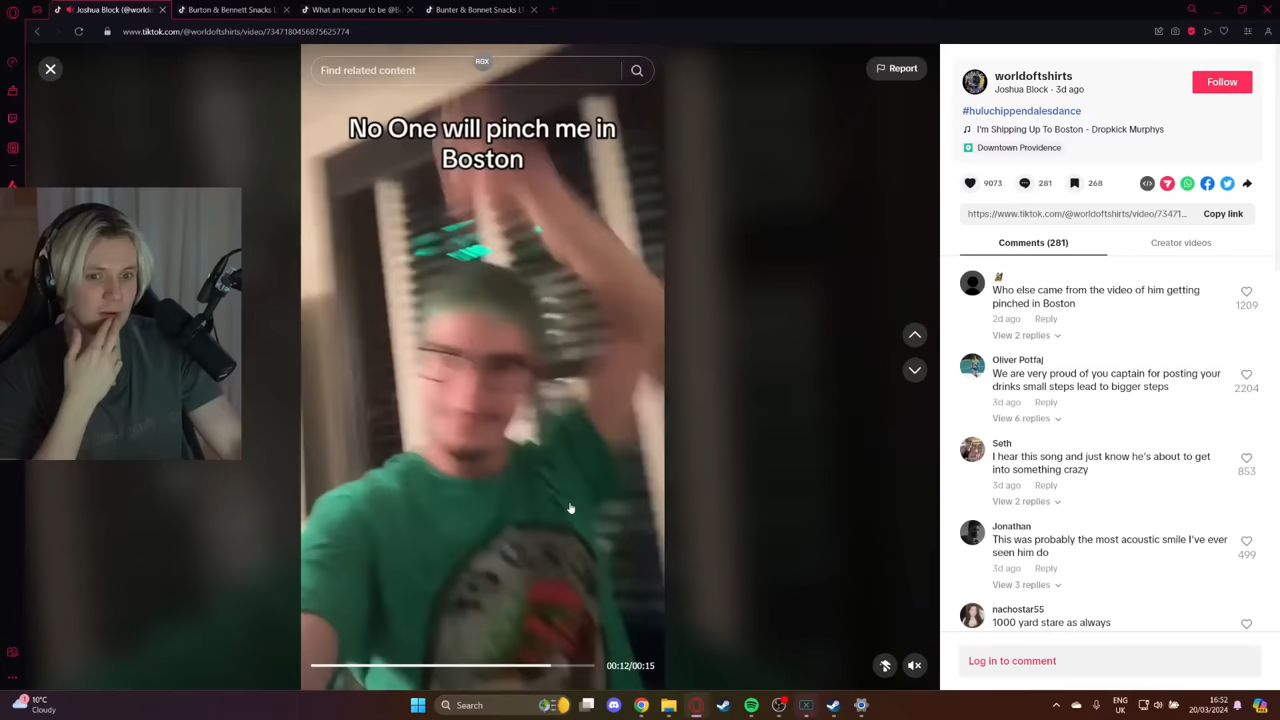 Joshua Block (@world
Burton & Bennett Snacks L
What an honour to be @B
Bunter & Bonnet Snacks LT
www.tiktok.com/@worldoftshirts/video/7347180456875625774
RGX
Find related content
Report
No One will pinch me in
Boston
00:12/00:15
worldoftshirts
Joshua Block · 3d ago
Follow
#huluchippendalesdance
I'm Shipping Up To Boston - Dropkick Murphys
Downtown Providence
9073
281
268
https://www.tiktok.com/@worldoftshirts/video/73471...
Copy link
Comments (281)
Creator videos
Who else came from the video of him getting
pinched in Boston
2d ago Reply
1209
View 2 replies
Oliver Potfaj
We are very proud of you captain for posting your
drinks small steps lead to bigger steps
2204
3d ago Reply
View 6 replies
Seth
I hear this song and just know he's about to get
into something crazy
853
3d ago Reply
View 2 replies
Jonathan
This was probably the most acoustic smile I've ever
seen him do
499
3d ago Reply
View 3 replies
nachostar55
1000 yard stare as always
Log in to comment
10°C
Cloudy
Search
ENG
UK
16:52
20/03/2024